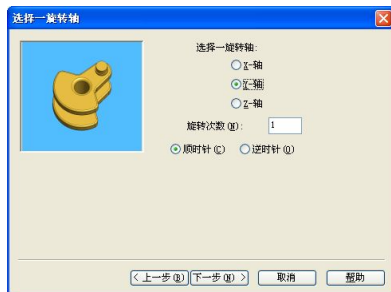 选择一旋转轴
选择一旋转轴:
X-轴
Y-轴
Z-轴
旋转次数(N): 1
顺时针(C) 逆时针(O)
< 上一步(B) 下一步(N) > 取消 帮助